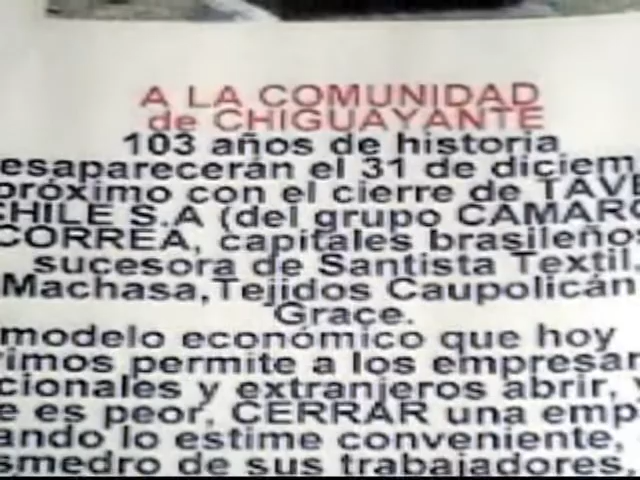 A LA COMUNIDAD
de CHIGUAYANTE
103 años de historia
esaparecerán el 31 de diciem
próximo con el cierre de TAVE
CHILE S.A (del grupo CAMARG
CORREA, capitales brasileños
sucesora de Santista Textil,
Machasa,Tejidos Caupolicán
Grace.
modelo económico que hoy
imos permite a los empresar
cionales y extranjeros abrir, y
e es peor, CERRAR una emp
ando lo estime conveniente,
smedro de sus trabajadores,